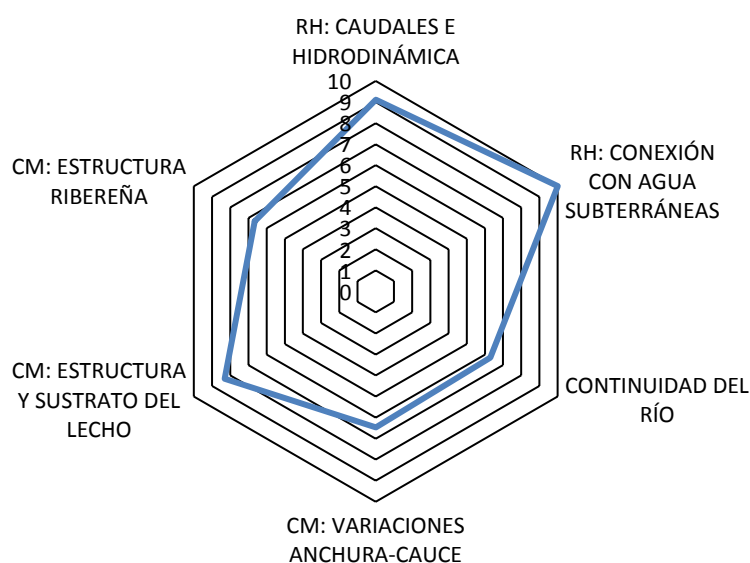 RH: CAUDALES E
HIDRODINÁMICA
10
9
8
7
6
5
4
3
2
1
0
RH: CONEXIÓN
CON AGUA
SUBTERRÁNEAS
CONTINUIDAD DEL
RÍO
CM: VARIACIONES
ANCHURA-CAUCE
CM: ESTRUCTURA
Y SUSTRATO DEL
LECHO
CM: ESTRUCTURA
RIBEREÑA